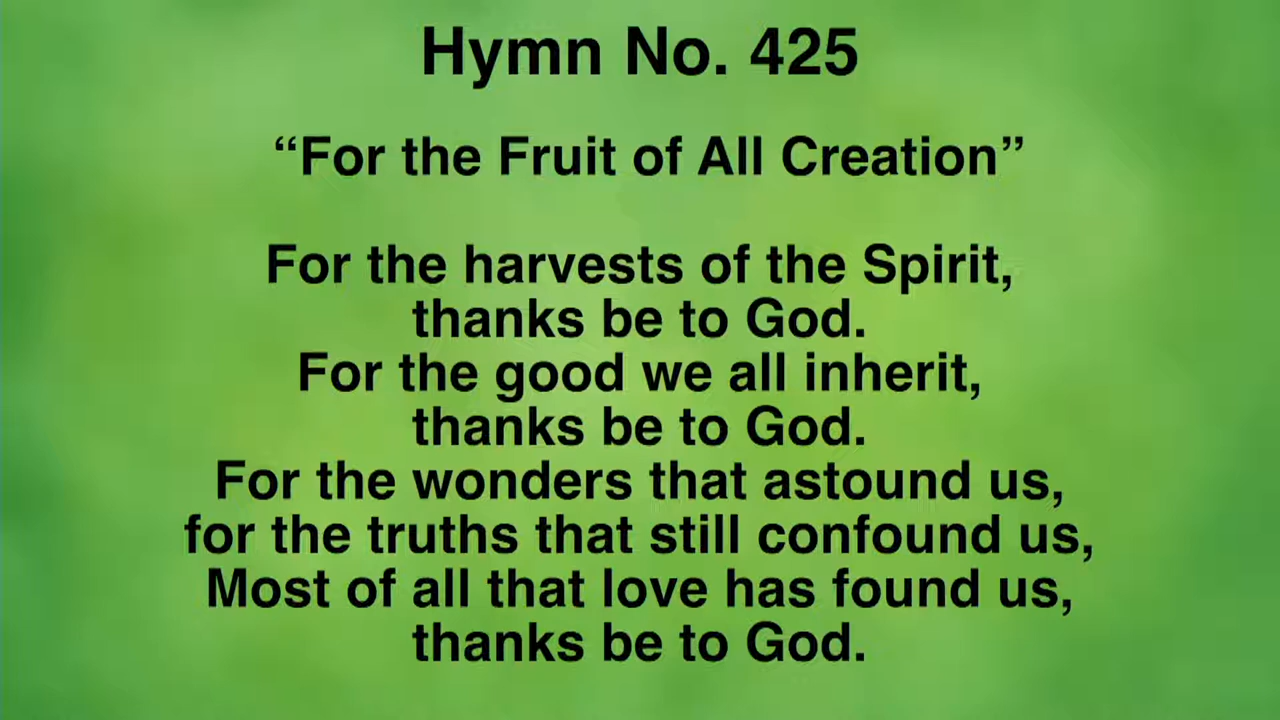 Hymn No. 425
“For the Fruit of All Creation”
For the harvests of the Spirit,
thanks be to God.
For the good we all inherit,
thanks be to God.
For the wonders that astound us,
for the truths that still confound us,
Most of all that love has found us,
thanks be to God.